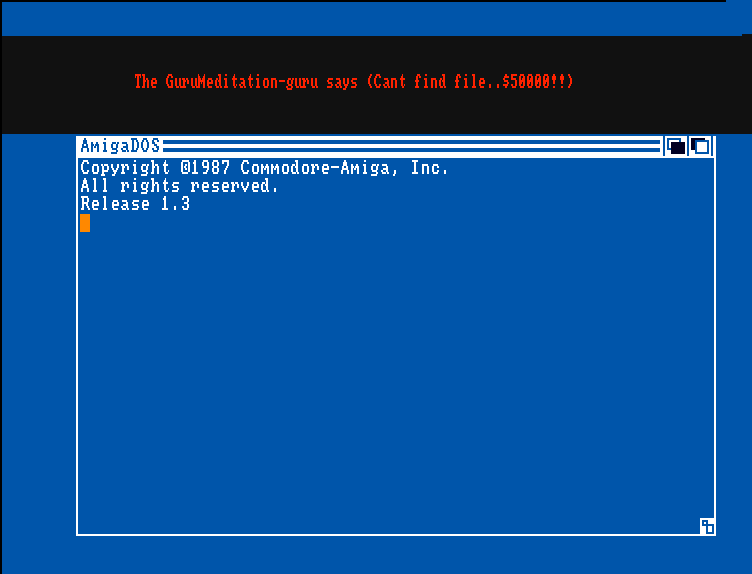 The GuruMeditation-guru says (Cant find file..$50000!!)
AmigaDOS
Copyright ©1987 Commodore-Amiga, Inc.
All rights reserved.
Release 1.3